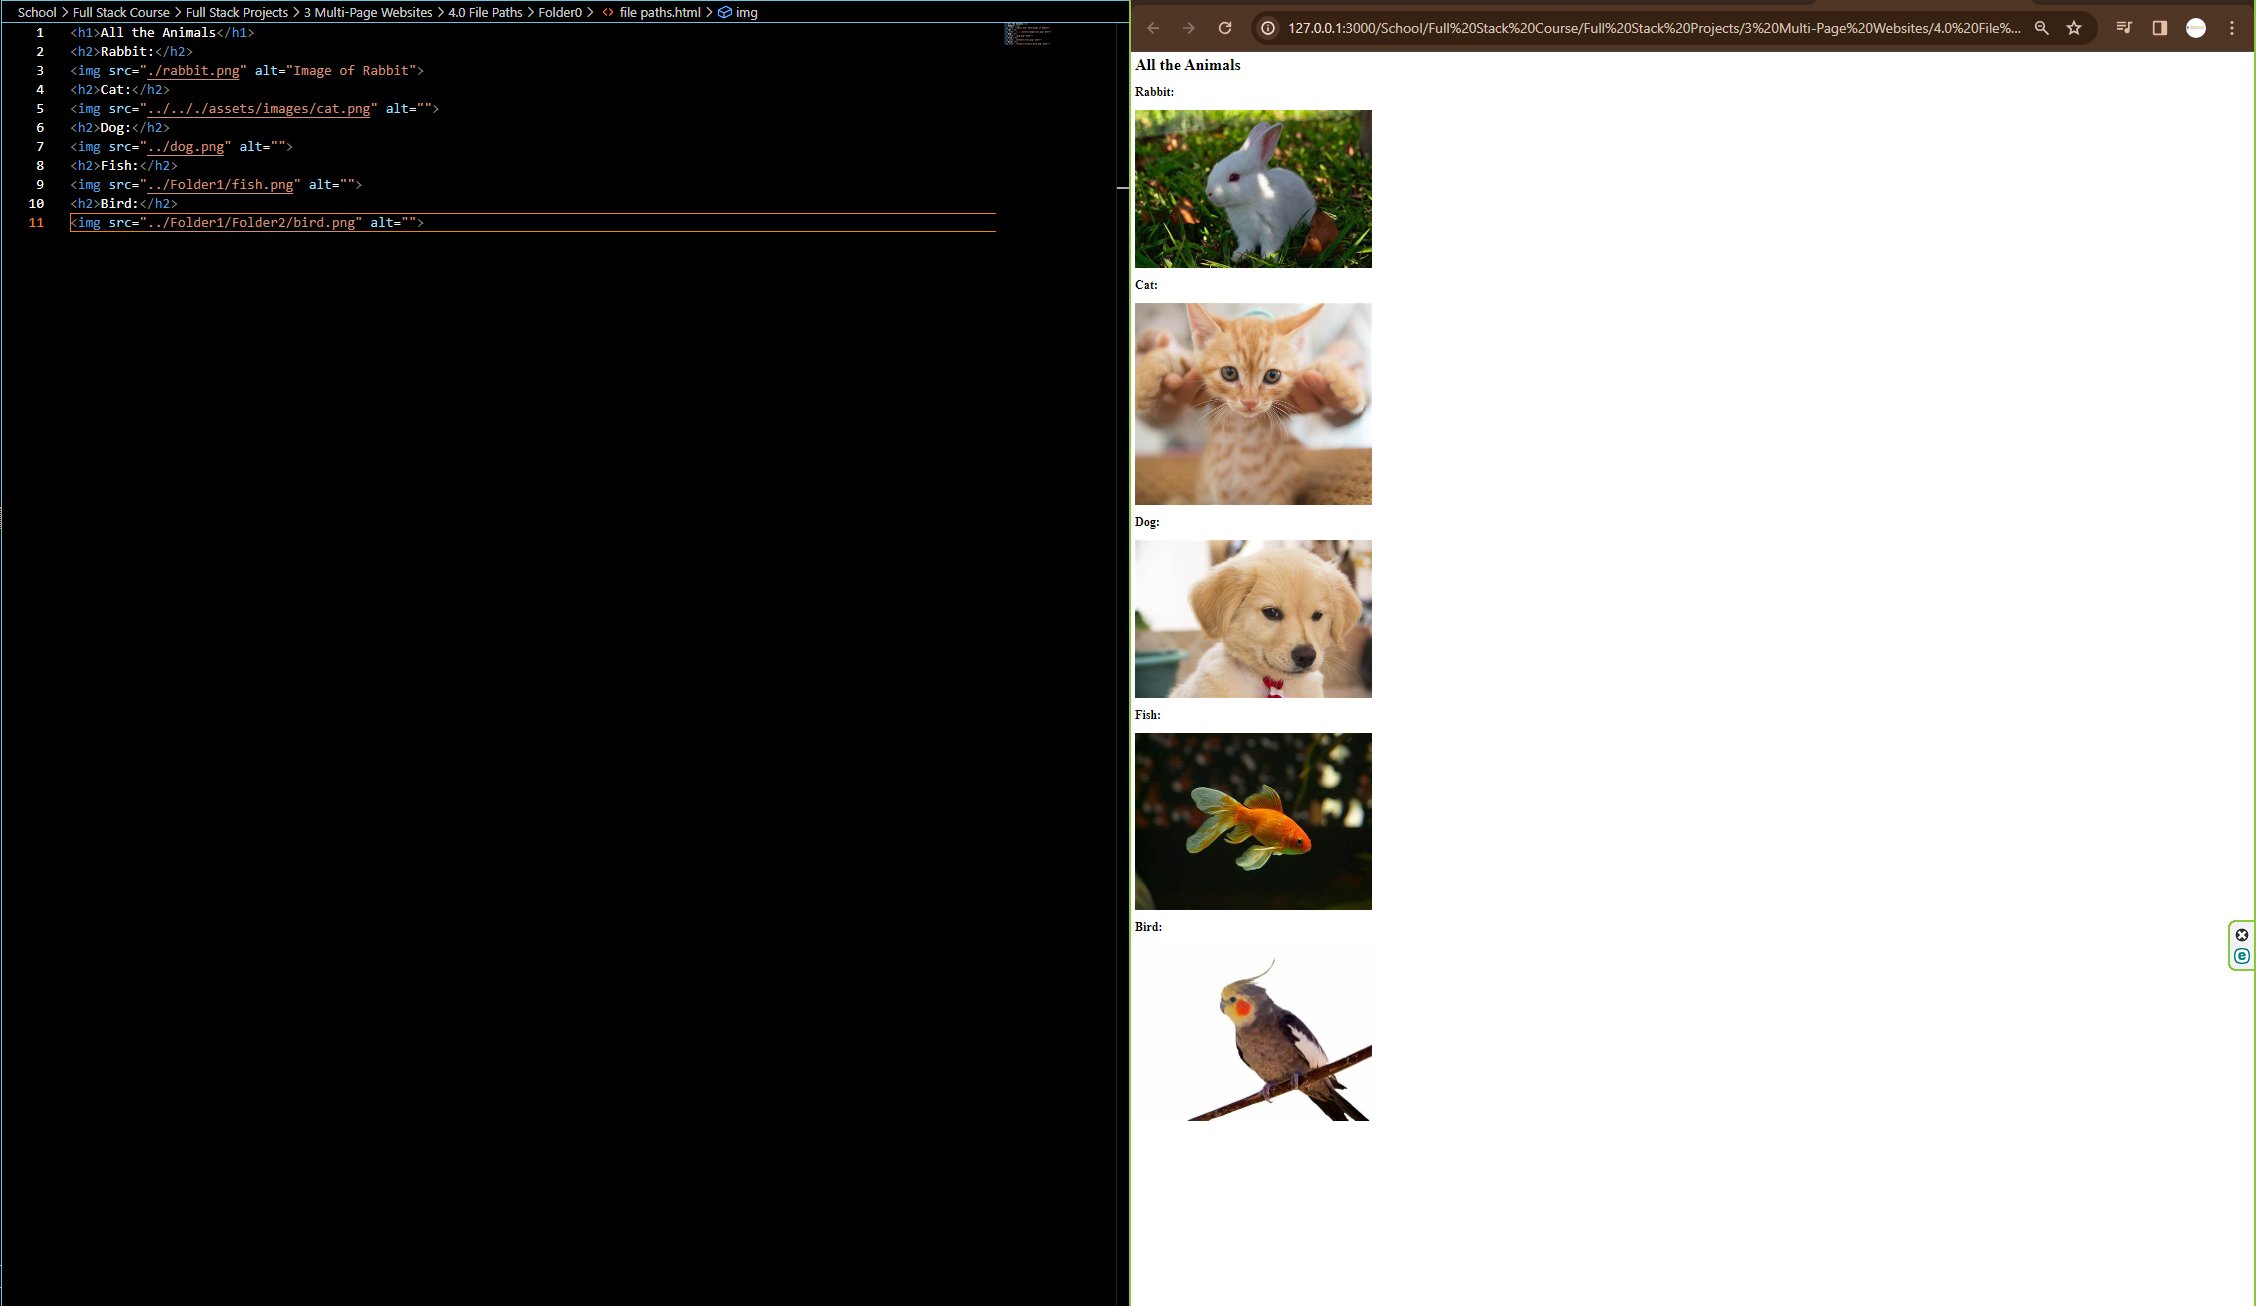 School > Full Stack Course > Full Stack Projects > 3 Multi-Page Websites > 4.0 File Paths > Folder0 > <> file paths.html > img
1 <h1>All the Animals</h1>
2 <h2>Rabbit:</h2>
3 <img src="./rabbit.png" alt="Image of Rabbit">
4 <h2>Cat:</h2>
5 <img src="../.././assets/images/cat.png" alt="">
6 <h2>Dog:</h2>
7 <img src="../dog.png" alt="">
8 <h2>Fish:</h2>
9 <img src="../Folder1/fish.png" alt="">
10 <h2>Bird:</h2>
11 <img src="../Folder1/Folder2/bird.png" alt="">
127.0.0.1:3000/School/Full%20Stack%20Course/Full%20Stack%20Projects/3%20Multi-Page%20Websites/4.0%20File%...
All the Animals
Rabbit:
Cat:
Dog:
Fish:
Bird:
e